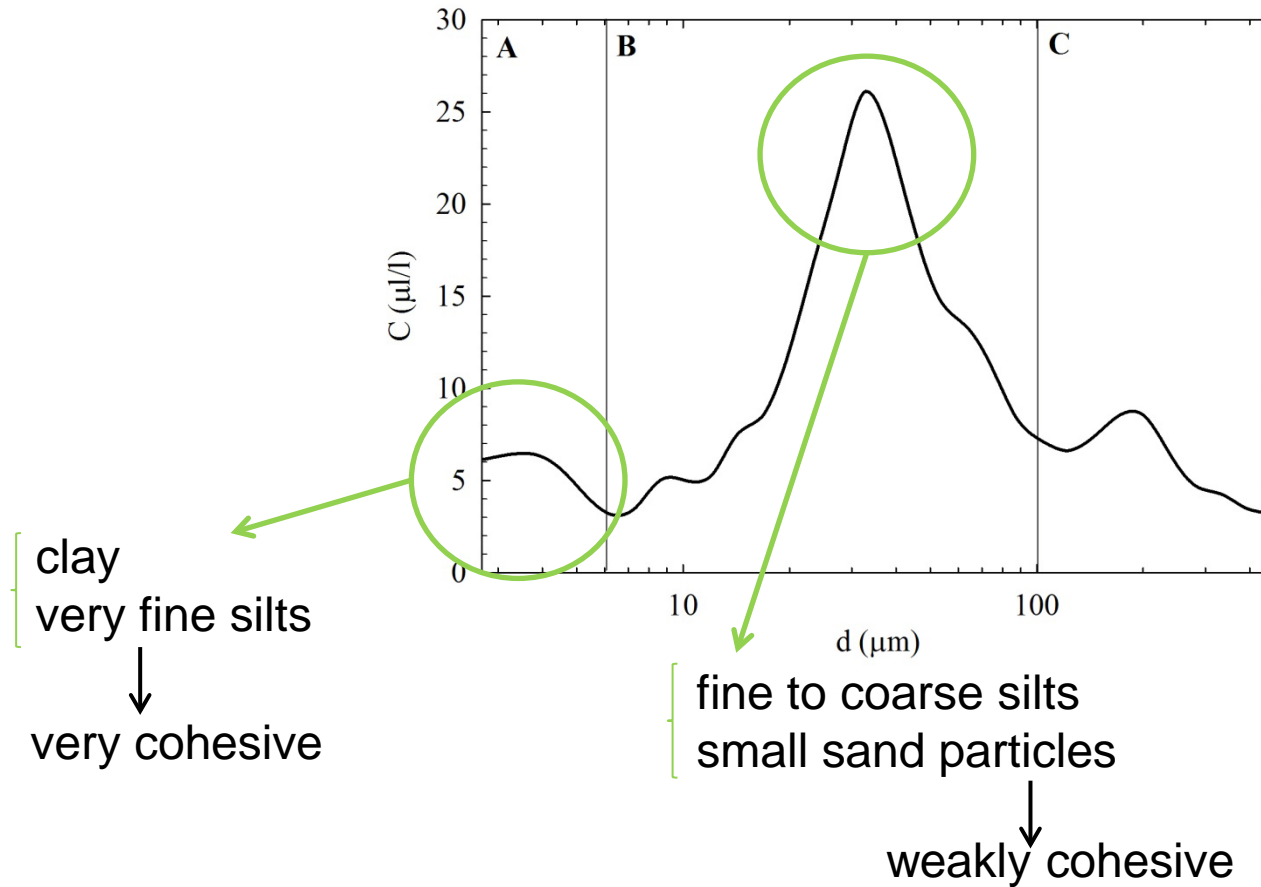 30
A
B
C
25
20
15
10
5
0
C (µl/l)
10
100
d (µm)
clay
very fine silts
very cohesive
fine to coarse silts
small sand particles
weakly cohesive